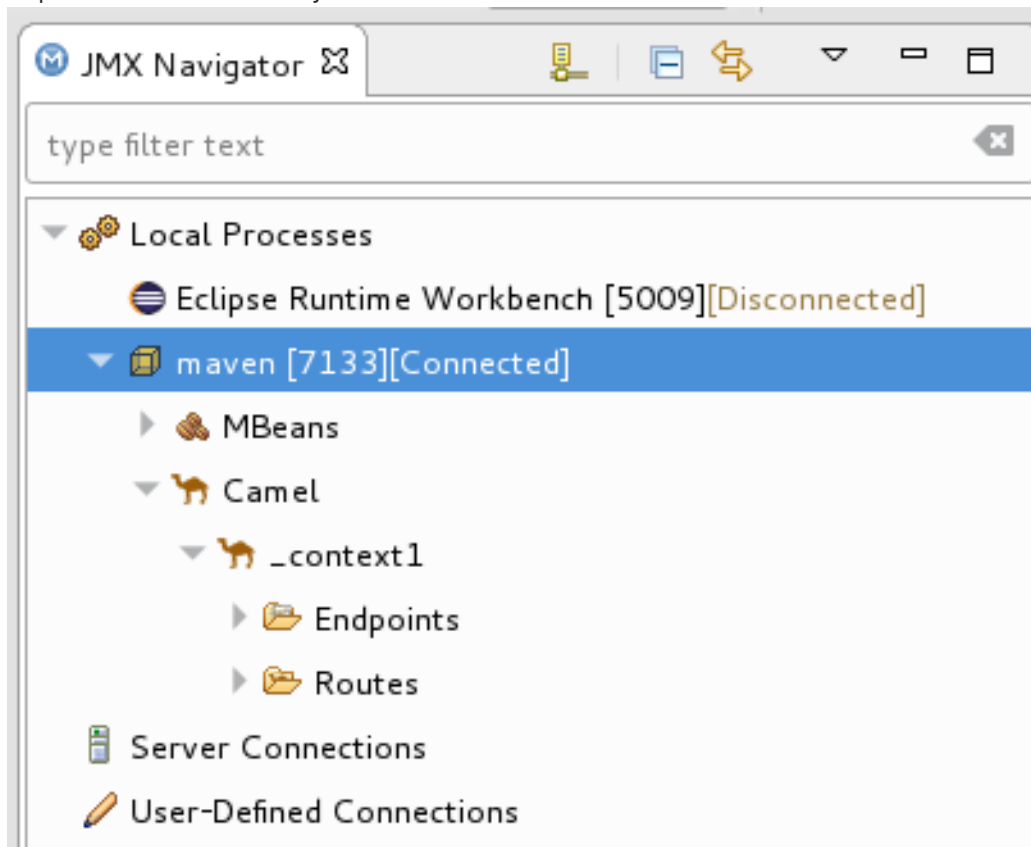 JMX Navigator
type filter text
Local Processes
Eclipse Runtime Workbench [5009][Disconnected]
maven [7133][Connected]
MBeans
Camel
_context1
Endpoints
Routes
Server Connections
User-Defined Connections